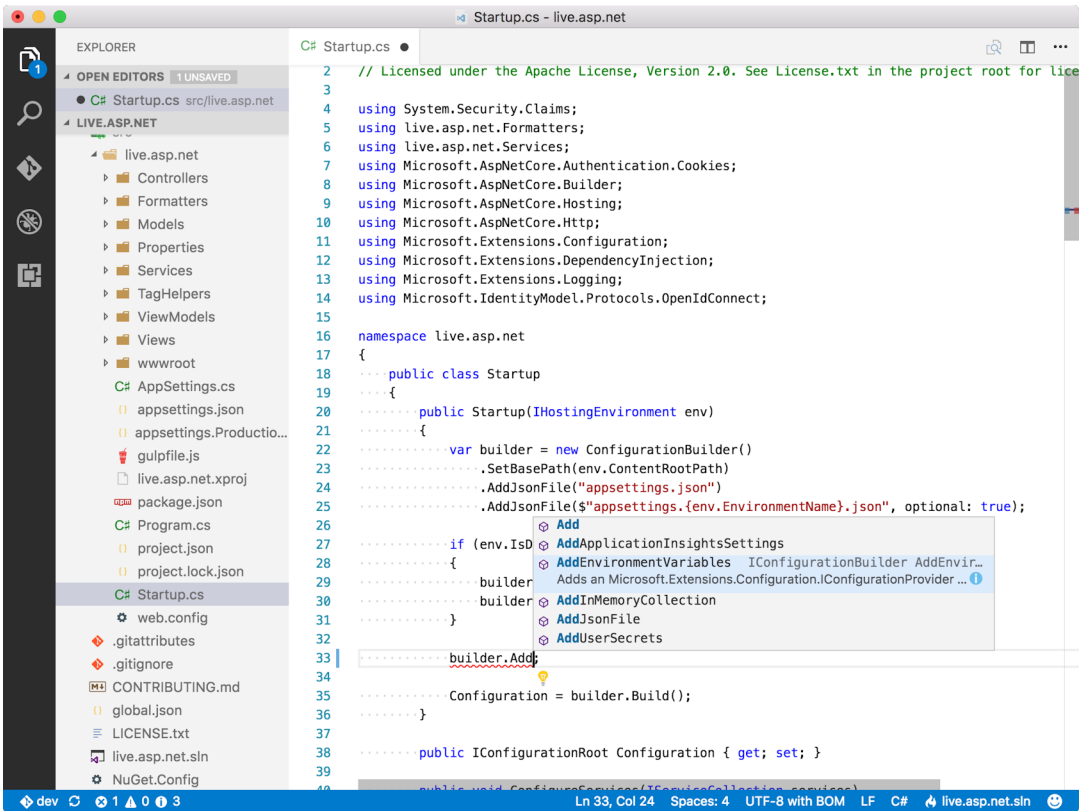 Startup.cs - live.asp.net
EXPLORER
OPEN EDITORS 1 UNSAVED
C# Startup.cs src/live.asp.net
LIVE.ASP.NET
src
live.asp.net
Controllers
Formatters
Models
Properties
Services
TagHelpers
ViewModels
Views
wwwroot
C# AppSettings.cs
{} appsettings.json
{} appsettings.Productio...
gulpfile.js
live.asp.net.xproj
npm package.json
C# Program.cs
{} project.json
{} project.lock.json
C# Startup.cs
web.config
.gitattributes
.gitignore
M↓ CONTRIBUTING.md
{} global.json
LICENSE.txt
live.asp.net.sln
NuGet.Config
1
C# Startup.cs
2 // Licensed under the Apache License, Version 2.0. See License.txt in the project root for lice
3
4 using System.Security.Claims;
5 using live.asp.net.Formatters;
6 using live.asp.net.Services;
7 using Microsoft.AspNetCore.Authentication.Cookies;
8 using Microsoft.AspNetCore.Builder;
9 using Microsoft.AspNetCore.Hosting;
10 using Microsoft.AspNetCore.Http;
11 using Microsoft.Extensions.Configuration;
12 using Microsoft.Extensions.DependencyInjection;
13 using Microsoft.Extensions.Logging;
14 using Microsoft.IdentityModel.Protocols.OpenIdConnect;
15
16 namespace live.asp.net
17 {
18 public class Startup
19 {
20 public Startup(IHostingEnvironment env)
21 {
22 var builder = new ConfigurationBuilder()
23 .SetBasePath(env.ContentRootPath)
24 .AddJsonFile("appsettings.json")
25 .AddJsonFile($"appsettings.{env.EnvironmentName}.json", optional: true);
26
27 if (env.IsD
28 {
29 builder
30 builder
31 }
32
33 builder.Add;
34
35 Configuration = builder.Build();
36 }
37
38 public IConfigurationRoot Configuration { get; set; }
39
40 public void ConfigureServices(IServiceCollection services)
Add
AddApplicationInsightsSettings
AddEnvironmentVariables IConfigurationBuilder AddEnvir…
Adds an Microsoft.Extensions.Configuration.IConfigurationProvider ...
AddInMemoryCollection
AddJsonFile
AddUserSecrets
dev 1 0 3 Ln 33, Col 24 Spaces: 4 UTF-8 with BOM LF C# live.asp.net.sln